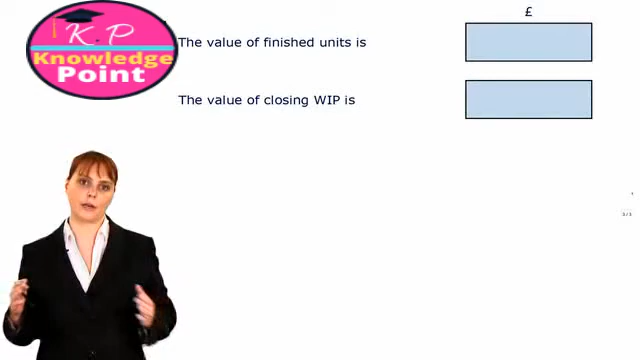 K.P
Knowledge
Point
£
The value of finished units is
The value of closing WIP is